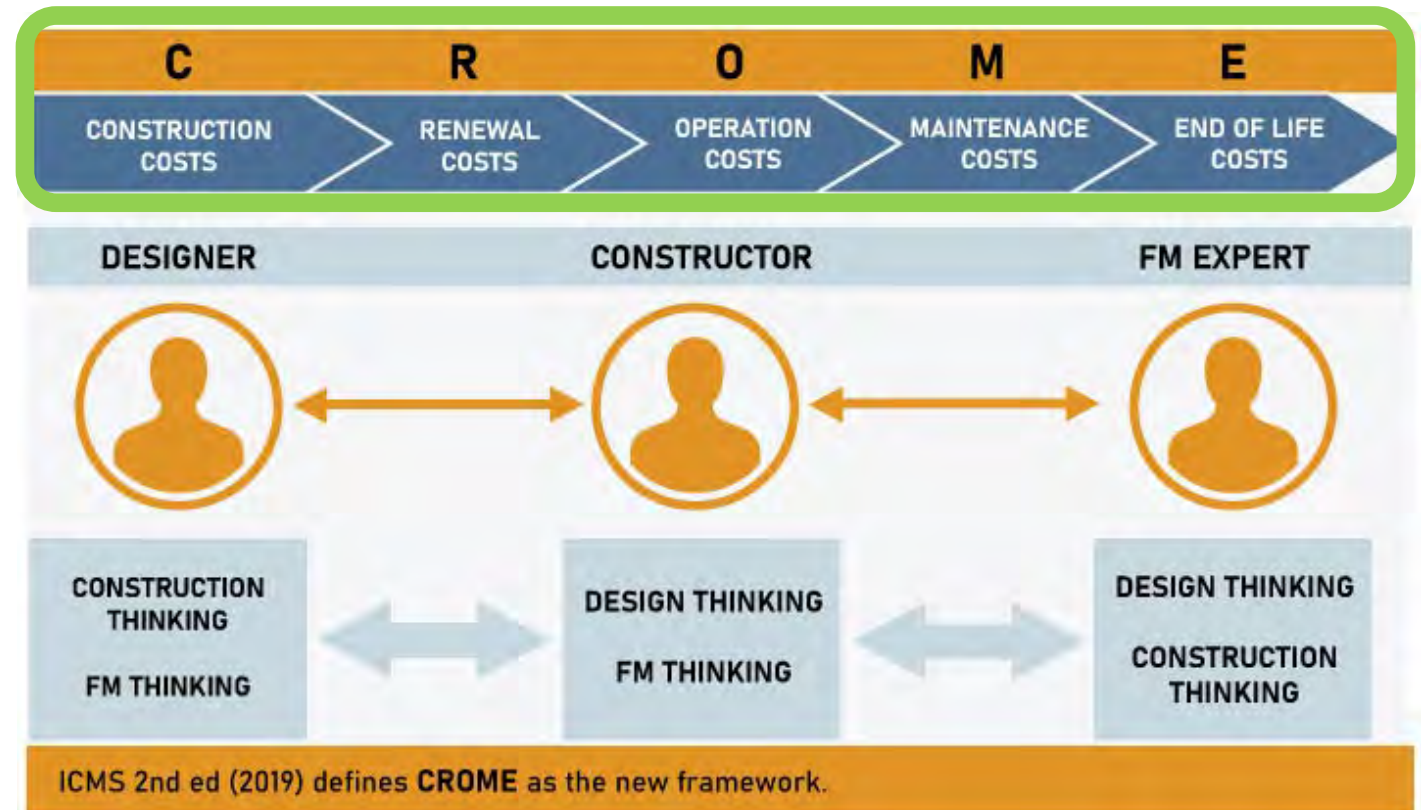 C R O M E
CONSTRUCTION
COSTS
RENEWAL
COSTS
OPERATION
COSTS
MAINTENANCE
COSTS
END OF LIFE
COSTS
DESIGNER CONSTRUCTOR FM EXPERT
CONSTRUCTION
THINKING
FM THINKING
DESIGN THINKING
FM THINKING
DESIGN THINKING
CONSTRUCTION
THINKING
ICMS 2nd ed (2019) defines CROME as the new framework.